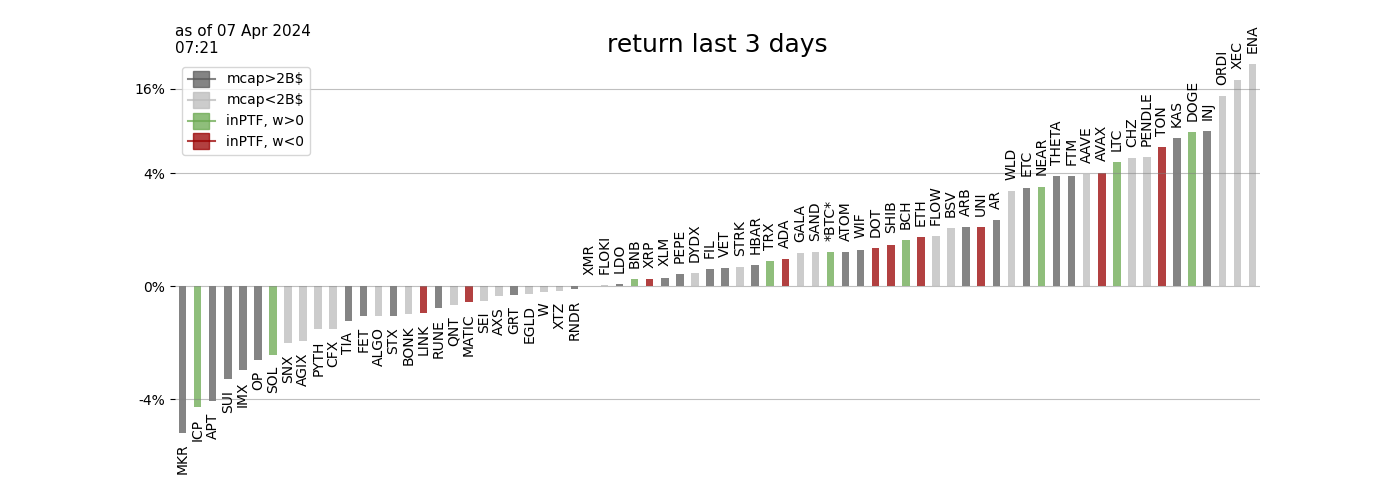 as of 07 Apr 2024
07:21
return last 3 days
mcap>2B$
mcap<2B$
inPTF, w>0
inPTF, w<0
16%
4%
0%
-4%
MKR
ICP
APT
SUI
IMX
OP
SOL
SNX
AGIX
PYTH
CFX
TIA
FET
ALGO
STX
BONK
LINK
RUNE
QNT
MATIC
SEI
AXS
GRT
EGLD
W
XTZ
RNDR
XMR
FLOKI
LDO
BNB
XRP
XLM
PEPE
DYDX
FIL
VET
STRK
HBAR
TRX
ADA
GALA
SAND
*BTC*
ATOM
WIF
DOT
SHIB
BCH
ETH
FLOW
BSV
ARB
UNI
AR
WLD
ETC
NEAR
THETA
FTM
AAVE
AVAX
LTC
CHZ
PENDLE
TON
KAS
DOGE
INJ
ORDI
XEC
ENA